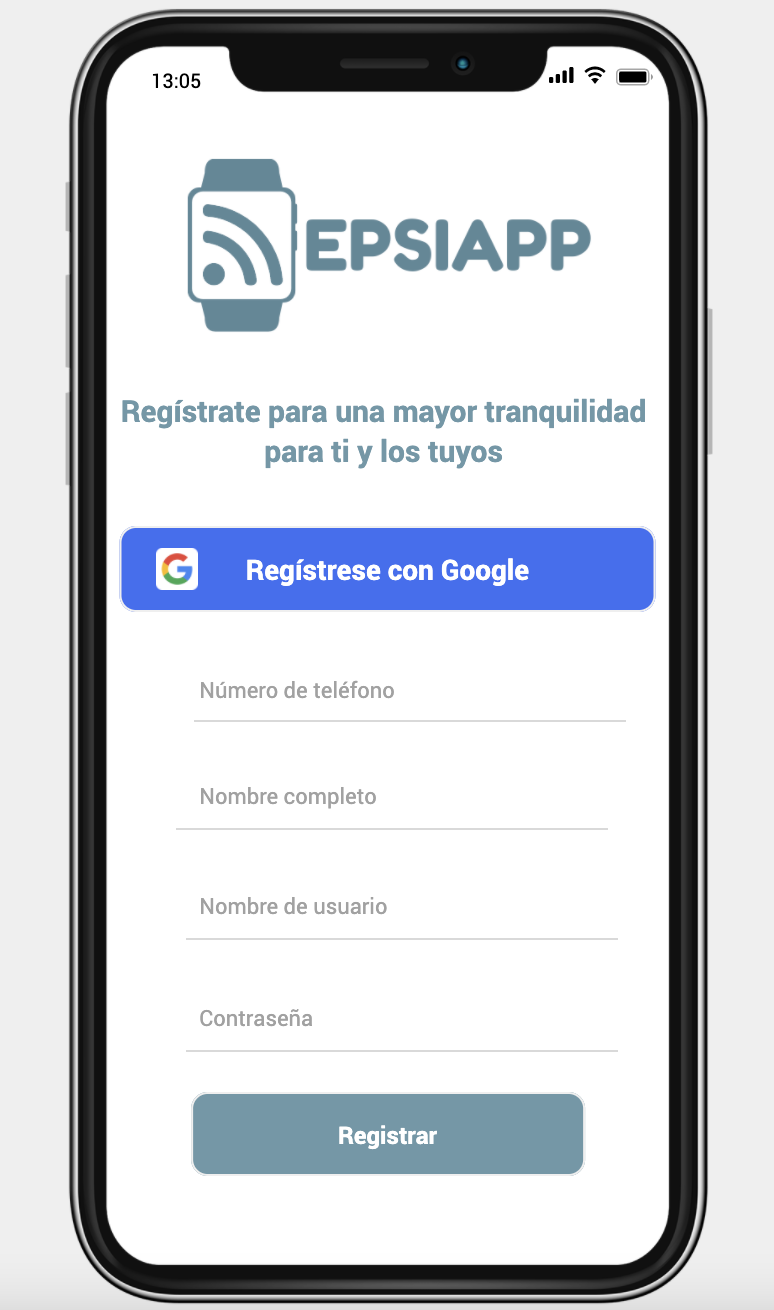 13:05
EPSIAPP
Regístrate para una mayor tranquilidad
para ti y los tuyos
Regístrese con Google
Número de teléfono
Nombre completo
Nombre de usuario
Contraseña
Registrar